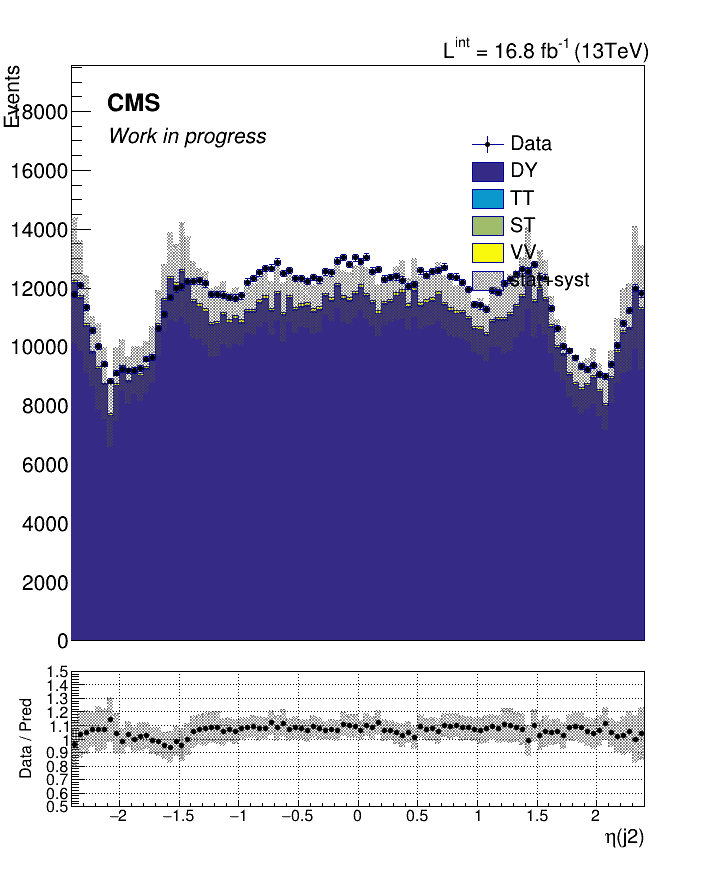 L^int = 16.8 fb^-1 (13TeV)
Events
CMS
Work in progress
Data
DY
TT
ST
VV
stat+syst
18000
16000
14000
12000
10000
8000
6000
4000
2000
0
Data / Pred
1.5
1.4
1.3
1.2
1.1
1
0.9
0.8
0.7
0.6
0.5
−2 −1.5 −1 −0.5 0 0.5 1 1.5 2
η(j2)